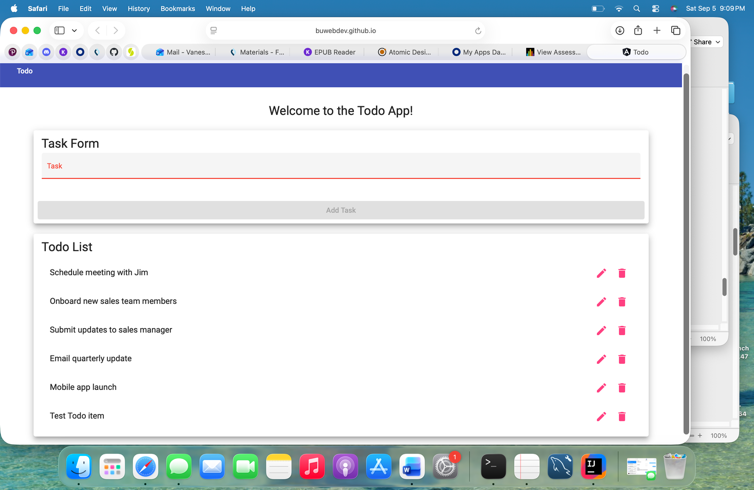 Safari File Edit View History Bookmarks Window Help Sat Sep 5 9:09 PM
buwebdev.github.io
Share
Mail - Vanes... Materials - F... EPUB Reader Atomic Desi... My Apps Da... View Assess... Todo
Todo
Welcome to the Todo App!
Task Form
Task
Add Task
Todo List
Schedule meeting with Jim
Onboard new sales team members
Submit updates to sales manager
100%
Email quarterly update
Mobile app launch
Test Todo item
100%
1